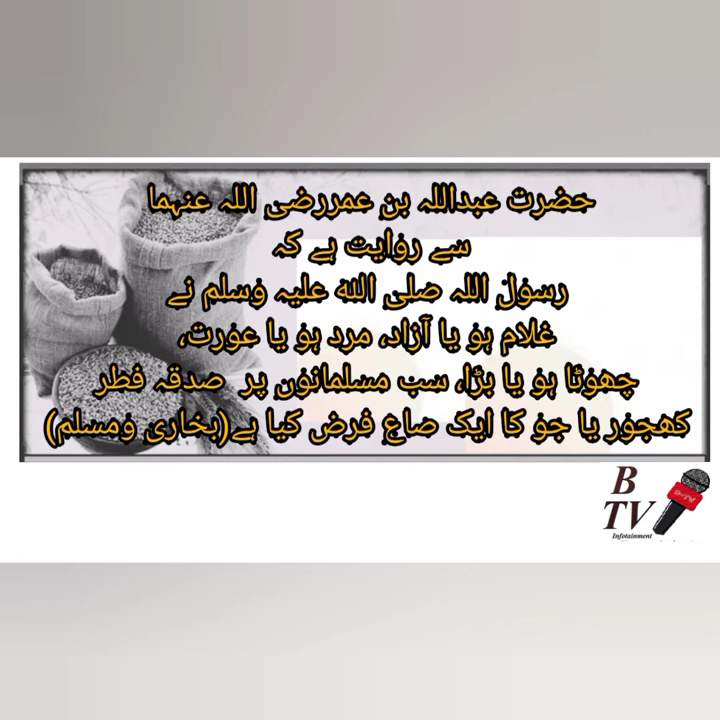 حضرت عبداللہ بن عمررضی اللہ عنہما
سے روایت ہے کہ
رسول اللہ صلی اللہ علیہ وسلم نے
غلام ہو یا آزاد، مرد ہو یا عورت،
چھوٹا ہو یا بڑا، سب مسلمانوں پر صدقہ فطر
کھجور یا جو کا ایک صاع فرض کیا ہے(بخاری ومسلم)
B
TV
Infotainment